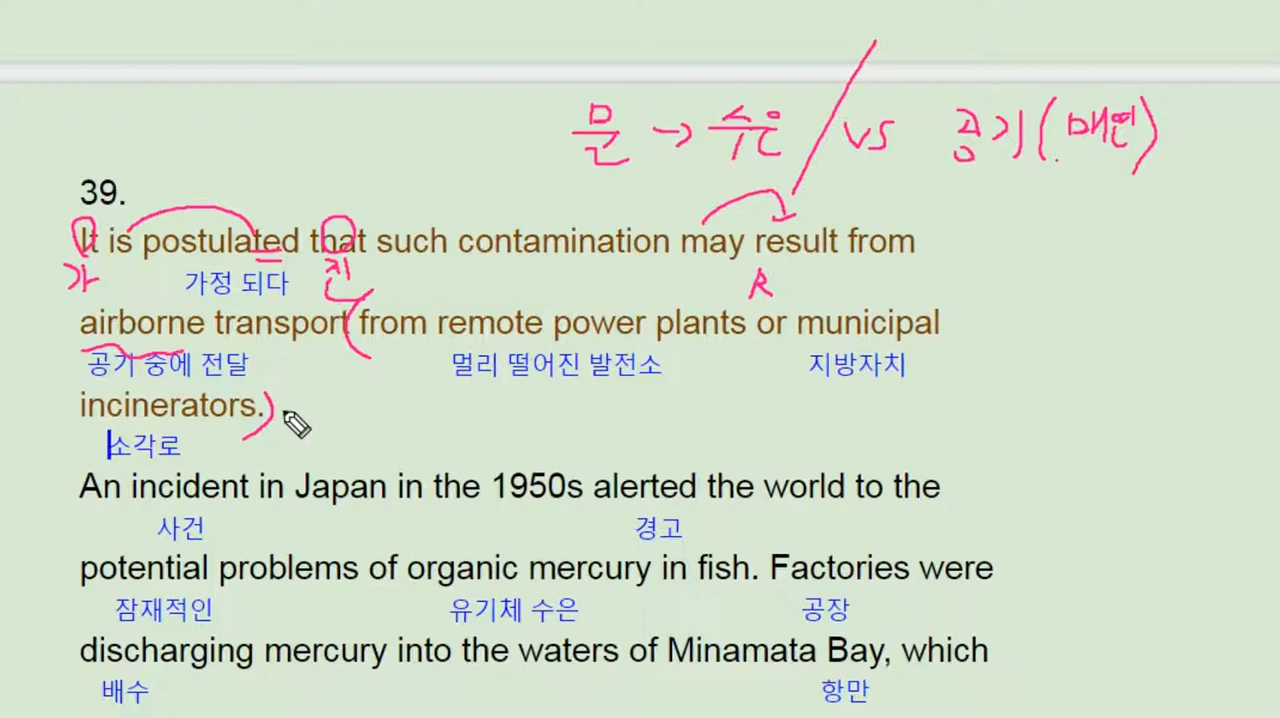 문 → 수은 / vs 공기 (매연)
39.
It is postulated that such contamination may result from
가 가정 되다 진 R
airborne transport (from remote power plants or municipal
공기 중에 전달 멀리 떨어진 발전소 지방자치
incinerators.)
소각로
An incident in Japan in the 1950s alerted the world to the
사건 경고
potential problems of organic mercury in fish. Factories were
잠재적인 유기체 수은 공장
discharging mercury into the waters of Minamata Bay, which
배수 항만